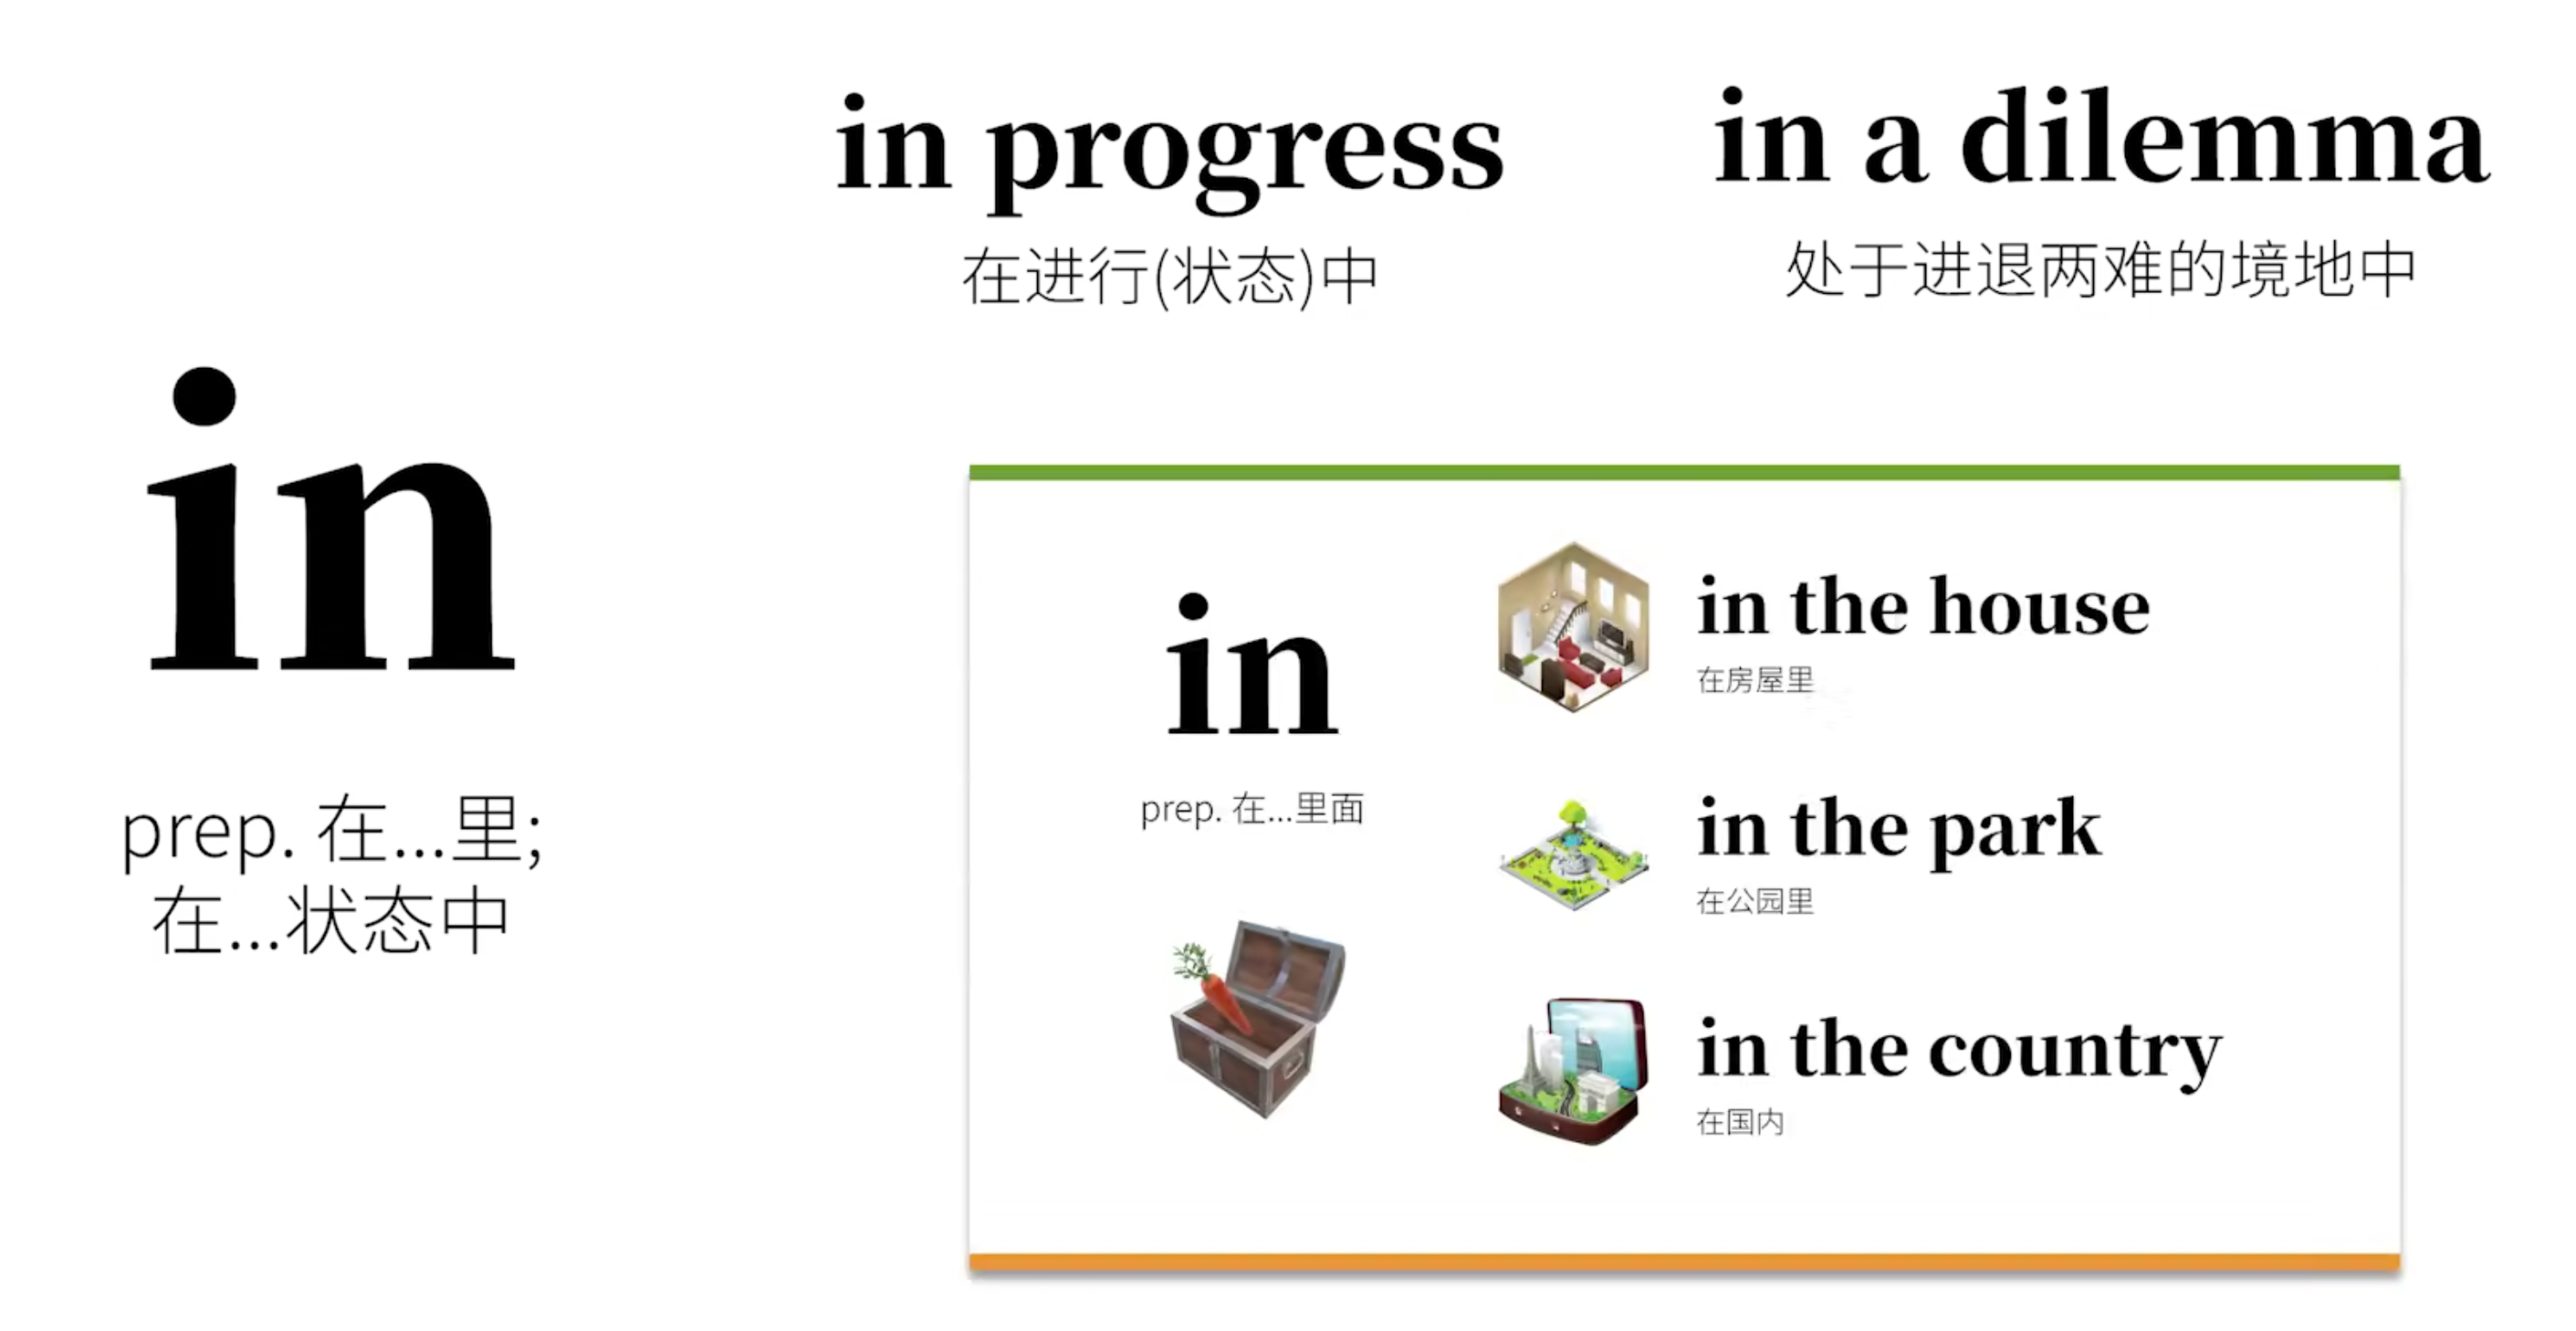 in progress
在进行(状态)中
in a dilemma
处于进退两难的境地中
in
prep. 在...里;
在...状态中
in
prep. 在...里面
in the house
在房屋里
in the park
在公园里
in the country
在国内